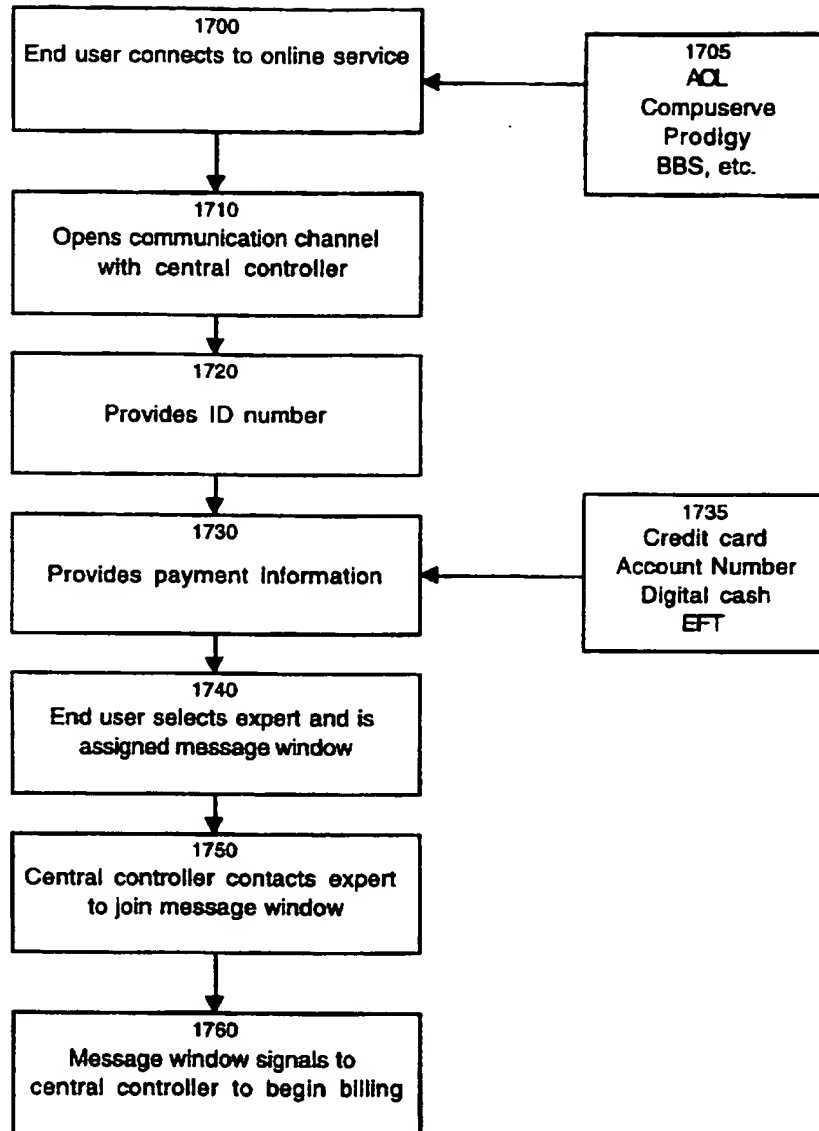 1700
End user connects to online service
1705
AOL
Compuserve
Prodigy
BBS, etc.
1710
Opens communication channel
with central controller
1720
Provides ID number
1730
Provides payment information
1735
Credit card
Account Number
Digital cash
EFT
1740
End user selects expert and is
assigned message window
1750
Central controller contacts expert
to join message window
1760
Message window signals to
central controller to begin billing